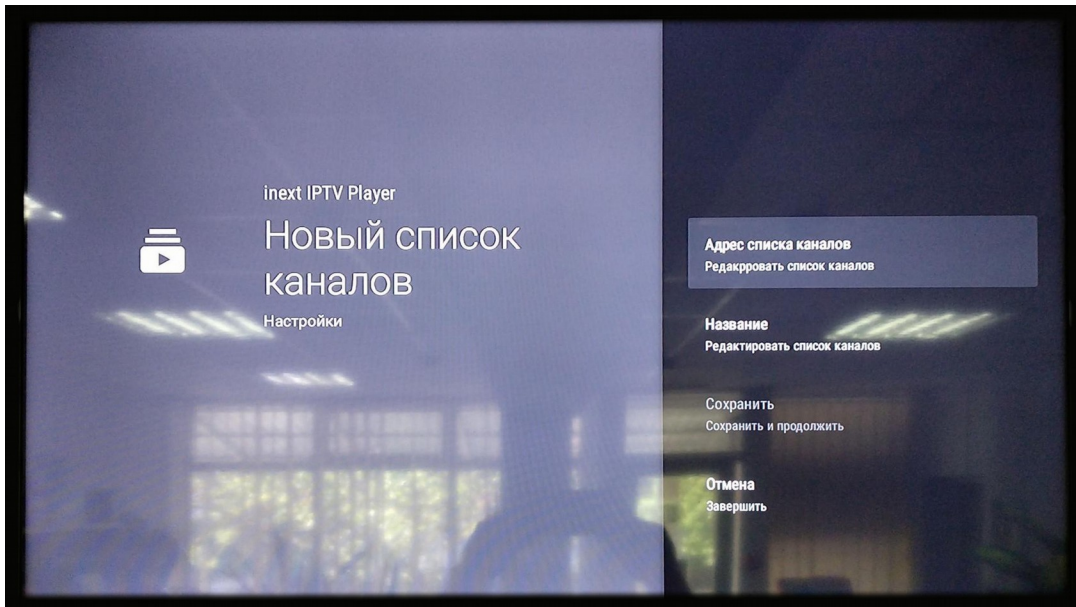 inext IPTV Player
Новый список
каналов
Настройки
Адрес списка каналов
Редакрровать список каналов
Название
Редактировать список каналов
Сохранить
Сохранить и продолжить
Отмена
Завершить